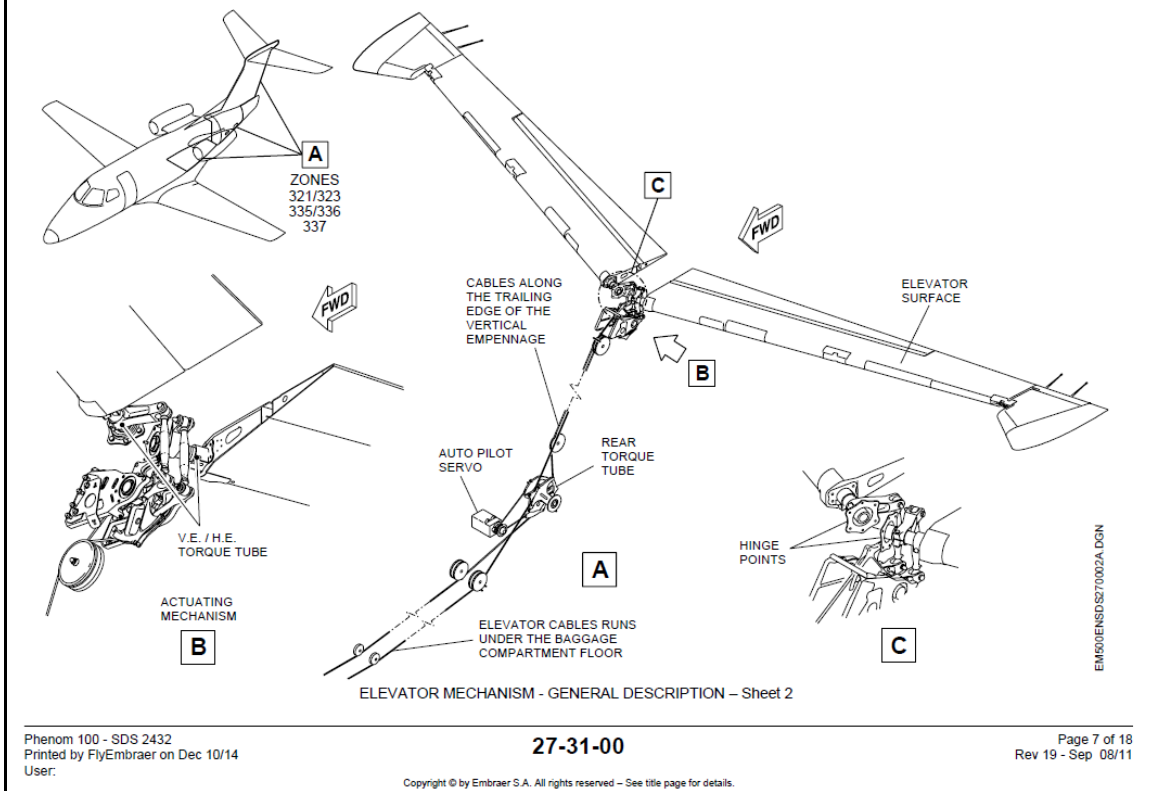 A
ZONES
321/323
335/336
337
C
FWD
CABLES ALONG
THE TRAILING
EDGE OF THE
VERTICAL
EMPENNAGE
ELEVATOR
SURFACE
FWD
B
AUTO PILOT
SERVO
REAR
TORQUE
TUBE
V.E. / H.E.
TORQUE TUBE
HINGE
POINTS
A
ACTUATING
MECHANISM
B
ELEVATOR CABLES RUNS
UNDER THE BAGGAGE
COMPARTMENT FLOOR
C
EM500ENSDS270002A.DGN
ELEVATOR MECHANISM - GENERAL DESCRIPTION – Sheet 2
Phenom 100 - SDS 2432
Printed by FlyEmbraer on Dec 10/14
User:
27-31-00
Page 7 of 18
Rev 19 - Sep 08/11
Copyright © by Embraer S.A. All rights reserved – See title page for details.